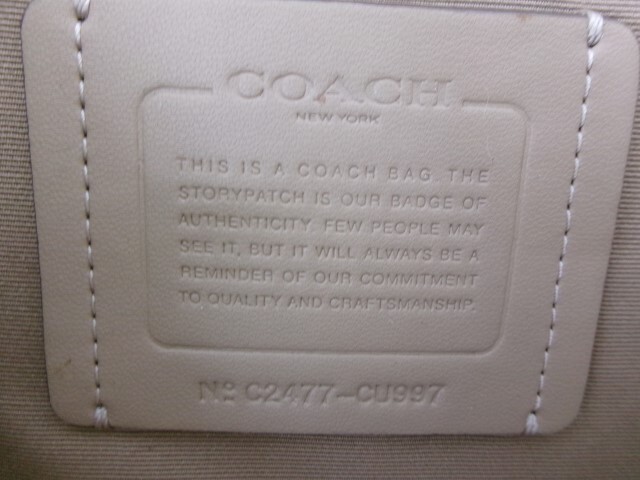 COACH
NEW YORK
THIS IS A COACH BAG. THE
STORYPATCH IS OUR BADGE OF
AUTHENTICITY. FEW PEOPLE MAY
SEE IT, BUT IT WILL ALWAYS BE A
REMINDER OF OUR COMMITMENT
TO QUALITY AND CRAFTSMANSHIP.
Nº C2477-CU997